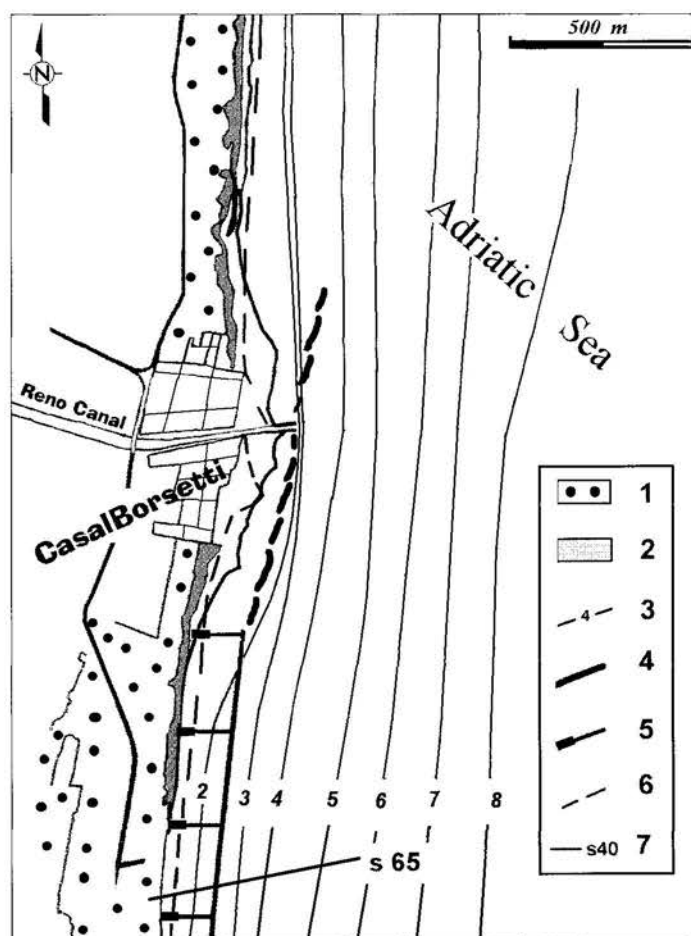 500 m
N
Adriatic
Sea
Reno Canal
CasalBorsetti
2 3 4 5 6 7 8
s 65
1
2
4 3
4
5
6
s40 7